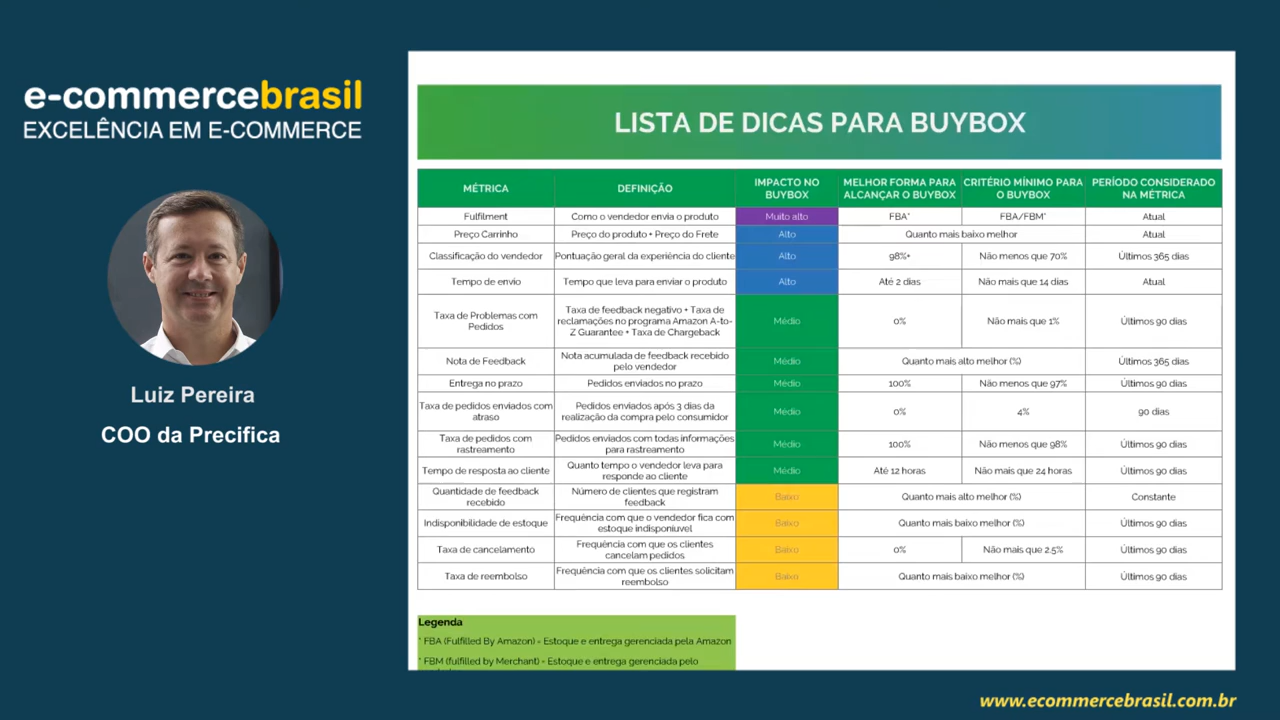 e-commercebrasil
EXCELÊNCIA EM E-COMMERCE
Luiz Pereira
COO da Precifica
LISTA DE DICAS PARA BUYBOX
MÉTRICA
DEFINIÇÃO
IMPACTO NO
BUYBOX
MELHOR FORMA PARA
ALCANÇAR O BUYBOX
CRITÉRIO MÍNIMO PARA
O BUYBOX
PERÍODO CONSIDERADO
NA MÉTRICA
Fulfilment
Como o vendedor envia o produto
Muito alto
FBA*
FBA/FBM*
Atual
Preço Carrinho
Preço do produto + Preço do Frete
Alto
Quanto mais baixo melhor
Atual
Classificação do vendedor
Pontuação geral da experiência do cliente
Alto
98%+
Não menos que 70%
Últimos 365 dias
Tempo de envio
Tempo que leva para enviar o produto
Alto
Até 2 dias
Não mais que 14 dias
Atual
Taxa de Problemas com
Pedidos
Taxa de feedback negativo + Taxa de
reclamações no programa Amazon A-to-
Z Guarantee + Taxa de Chargeback
Médio
0%
Não mais que 1%
Últimos 90 dias
Nota de Feedback
Nota acumulada de feedback recebido
pelo vendedor
Médio
Quanto mais alto melhor (%)
Últimos 365 dias
Entrega no prazo
Pedidos enviados no prazo
Médio
100%
Não menos que 97%
Últimos 90 dias
Taxa de pedidos enviados com
atraso
Pedidos enviados após 3 dias da
realização da compra pelo consumidor
Médio
0%
4%
90 dias
Taxa de pedidos com
rastreamento
Pedidos enviados com todas informações
para rastreamento
Médio
100%
Não menos que 98%
Últimos 90 dias
Tempo de resposta ao cliente
Quanto tempo o vendedor leva para
responde ao cliente
Médio
Até 12 horas
Não mais que 24 horas
Últimos 90 dias
Quantidade de feedback
recebido
Número de clientes que registram
feedback
Baixo
Quanto mais alto melhor (%)
Constante
Indisponibilidade de estoque
Frequência com que o vendedor fica com
estoque indisponíuvel
Baixo
Quanto mais baixo melhor (%)
Últimos 90 dias
Taxa de cancelamento
Frequência com que os clientes
cancelam pedidos
Baixo
0%
Não mais que 2.5%
Últimos 90 dias
Taxa de reembolso
Frequência com que os clientes solicitam
reembolso
Baixo
Quanto mais baixo melhor (%)
Últimos 90 dias
Legenda
* FBA (Fulfilled By Amazon) = Estoque e entrega gerenciada pela Amazon
* FBM (fulfilled by Merchant) = Estoque e entrega gerenciada pelo
www.ecommercebrasil.com.br